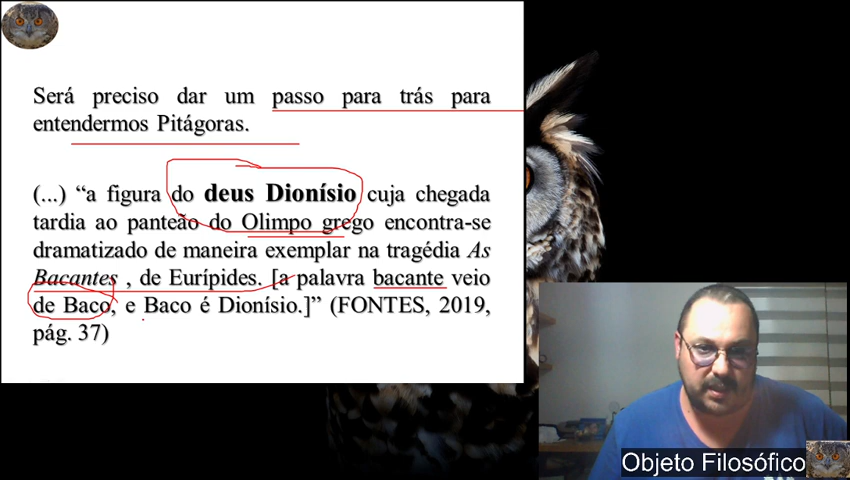 Será preciso dar um passo para trás para
entendermos Pitágoras.
(...) “a figura do deus Dionísio cuja chegada
tardia ao panteão do Olimpo grego encontra-se
dramatizado de maneira exemplar na tragédia As
Bacantes , de Eurípides. [a palavra bacante veio
de Baco, e Baco é Dionísio.]” (FONTES, 2019,
pág. 37)
Objeto Filosófico